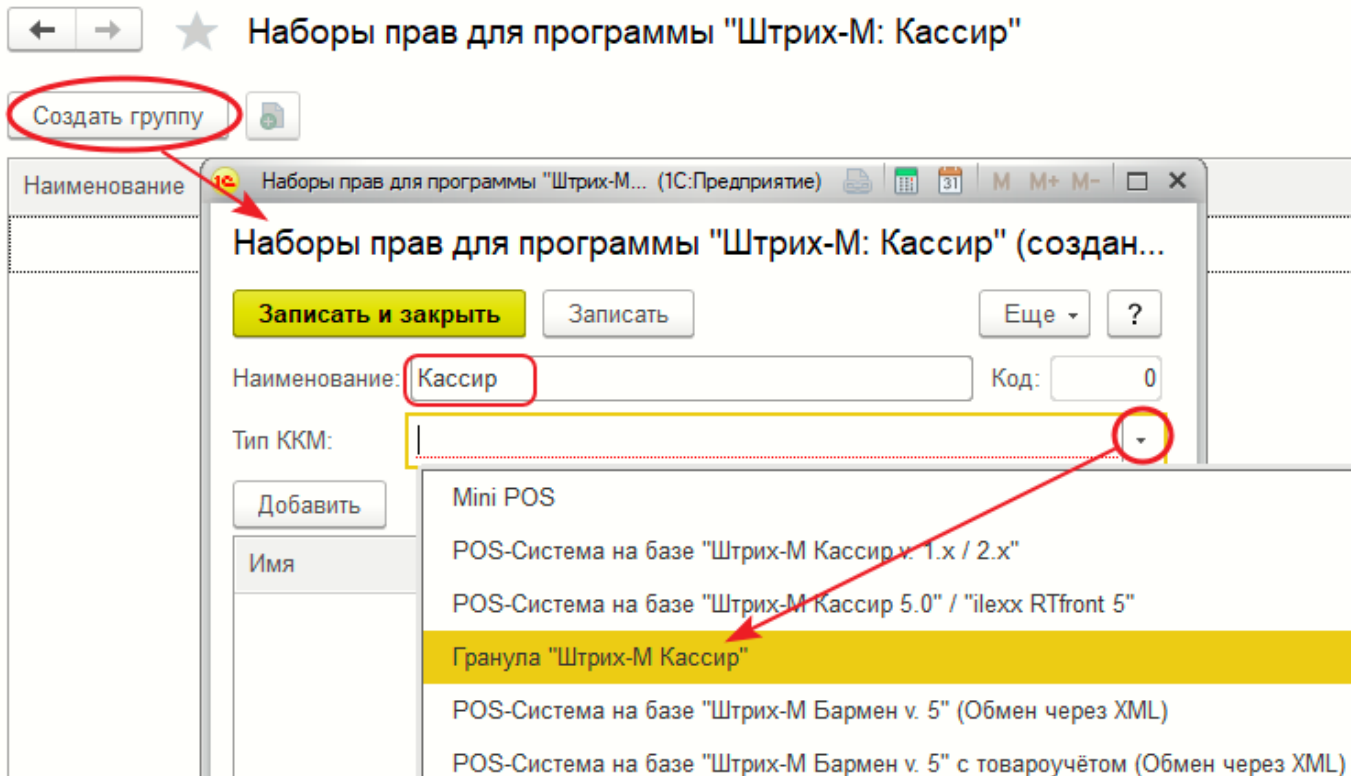 Наборы прав для программы "Штрих-М: Кассир"
Создать группу
Наименование
1С Наборы прав для программы "Штрих-М... (1С:Предприятие) 31 M M+ M-
Наборы прав для программы "Штрих-М: Кассир" (создан...
Записать и закрыть Записать Еще ?
Наименование: Кассир Код: 0
Тип ККМ:
Добавить
Mini POS
POS-Система на базе "Штрих-М Кассир v. 1.x / 2.x"
Имя
POS-Система на базе "Штрих-М Кассир 5.0" / "ilexx RTfront 5"
Гранула "Штрих-М Кассир"
POS-Система на базе "Штрих-М Бармен v. 5" (Обмен через XML)
POS-Система на базе "Штрих-М Бармен v. 5" с товароучётом (Обмен через XML)